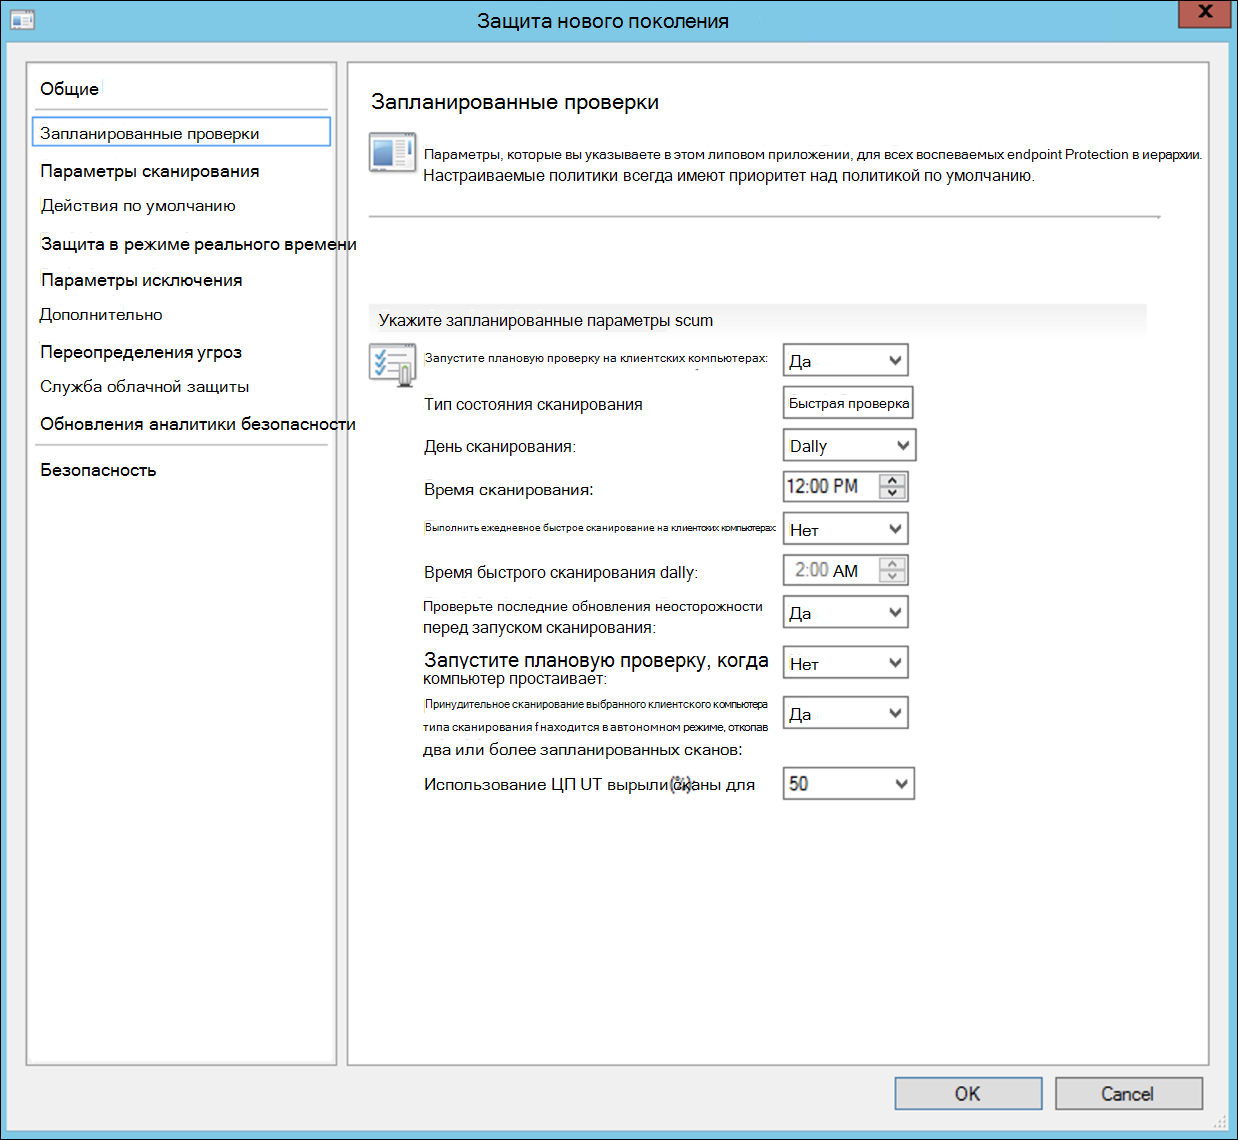 Защита нового поколения
X
Общие
Запланированные проверки
Параметры сканирования
Действия по умолчанию
Защита в режиме реального времени
Параметры исключения
Дополнительно
Переопределения угроз
Служба облачной защиты
Обновления аналитики безопасности
Безопасность
Запланированные проверки
Параметры, которые вы указываете в этом липовом приложении, для всех воспеваемых endpoint Protection в иерархии.
Настраиваемые политики всегда имеют приоритет над политикой по умолчанию.
Укажите запланированные параметры scum
Запустите плановую проверку на клиентских компьютерах: Да
Тип состояния сканирования Быстрая проверка
День сканирования: Dally
Время сканирования: 12:00 PM
Выполнить ежедневное быстрое сканирование на клиентских компьютерах: Нет
Время быстрого сканирования dally: 2:00 AM
Проверьте последние обновления неосторожности
перед запуском сканирования: Да
Запустите плановую проверку, когда
компьютер простаивает: Нет
Принудительное сканирование выбранного клиентского компьютера
типа сканирования f находится в автономном режиме, откопав Да
два или более запланированных сканов:
Использование ЦП UT вырыли сканы для (%): 50
OK
Cancel